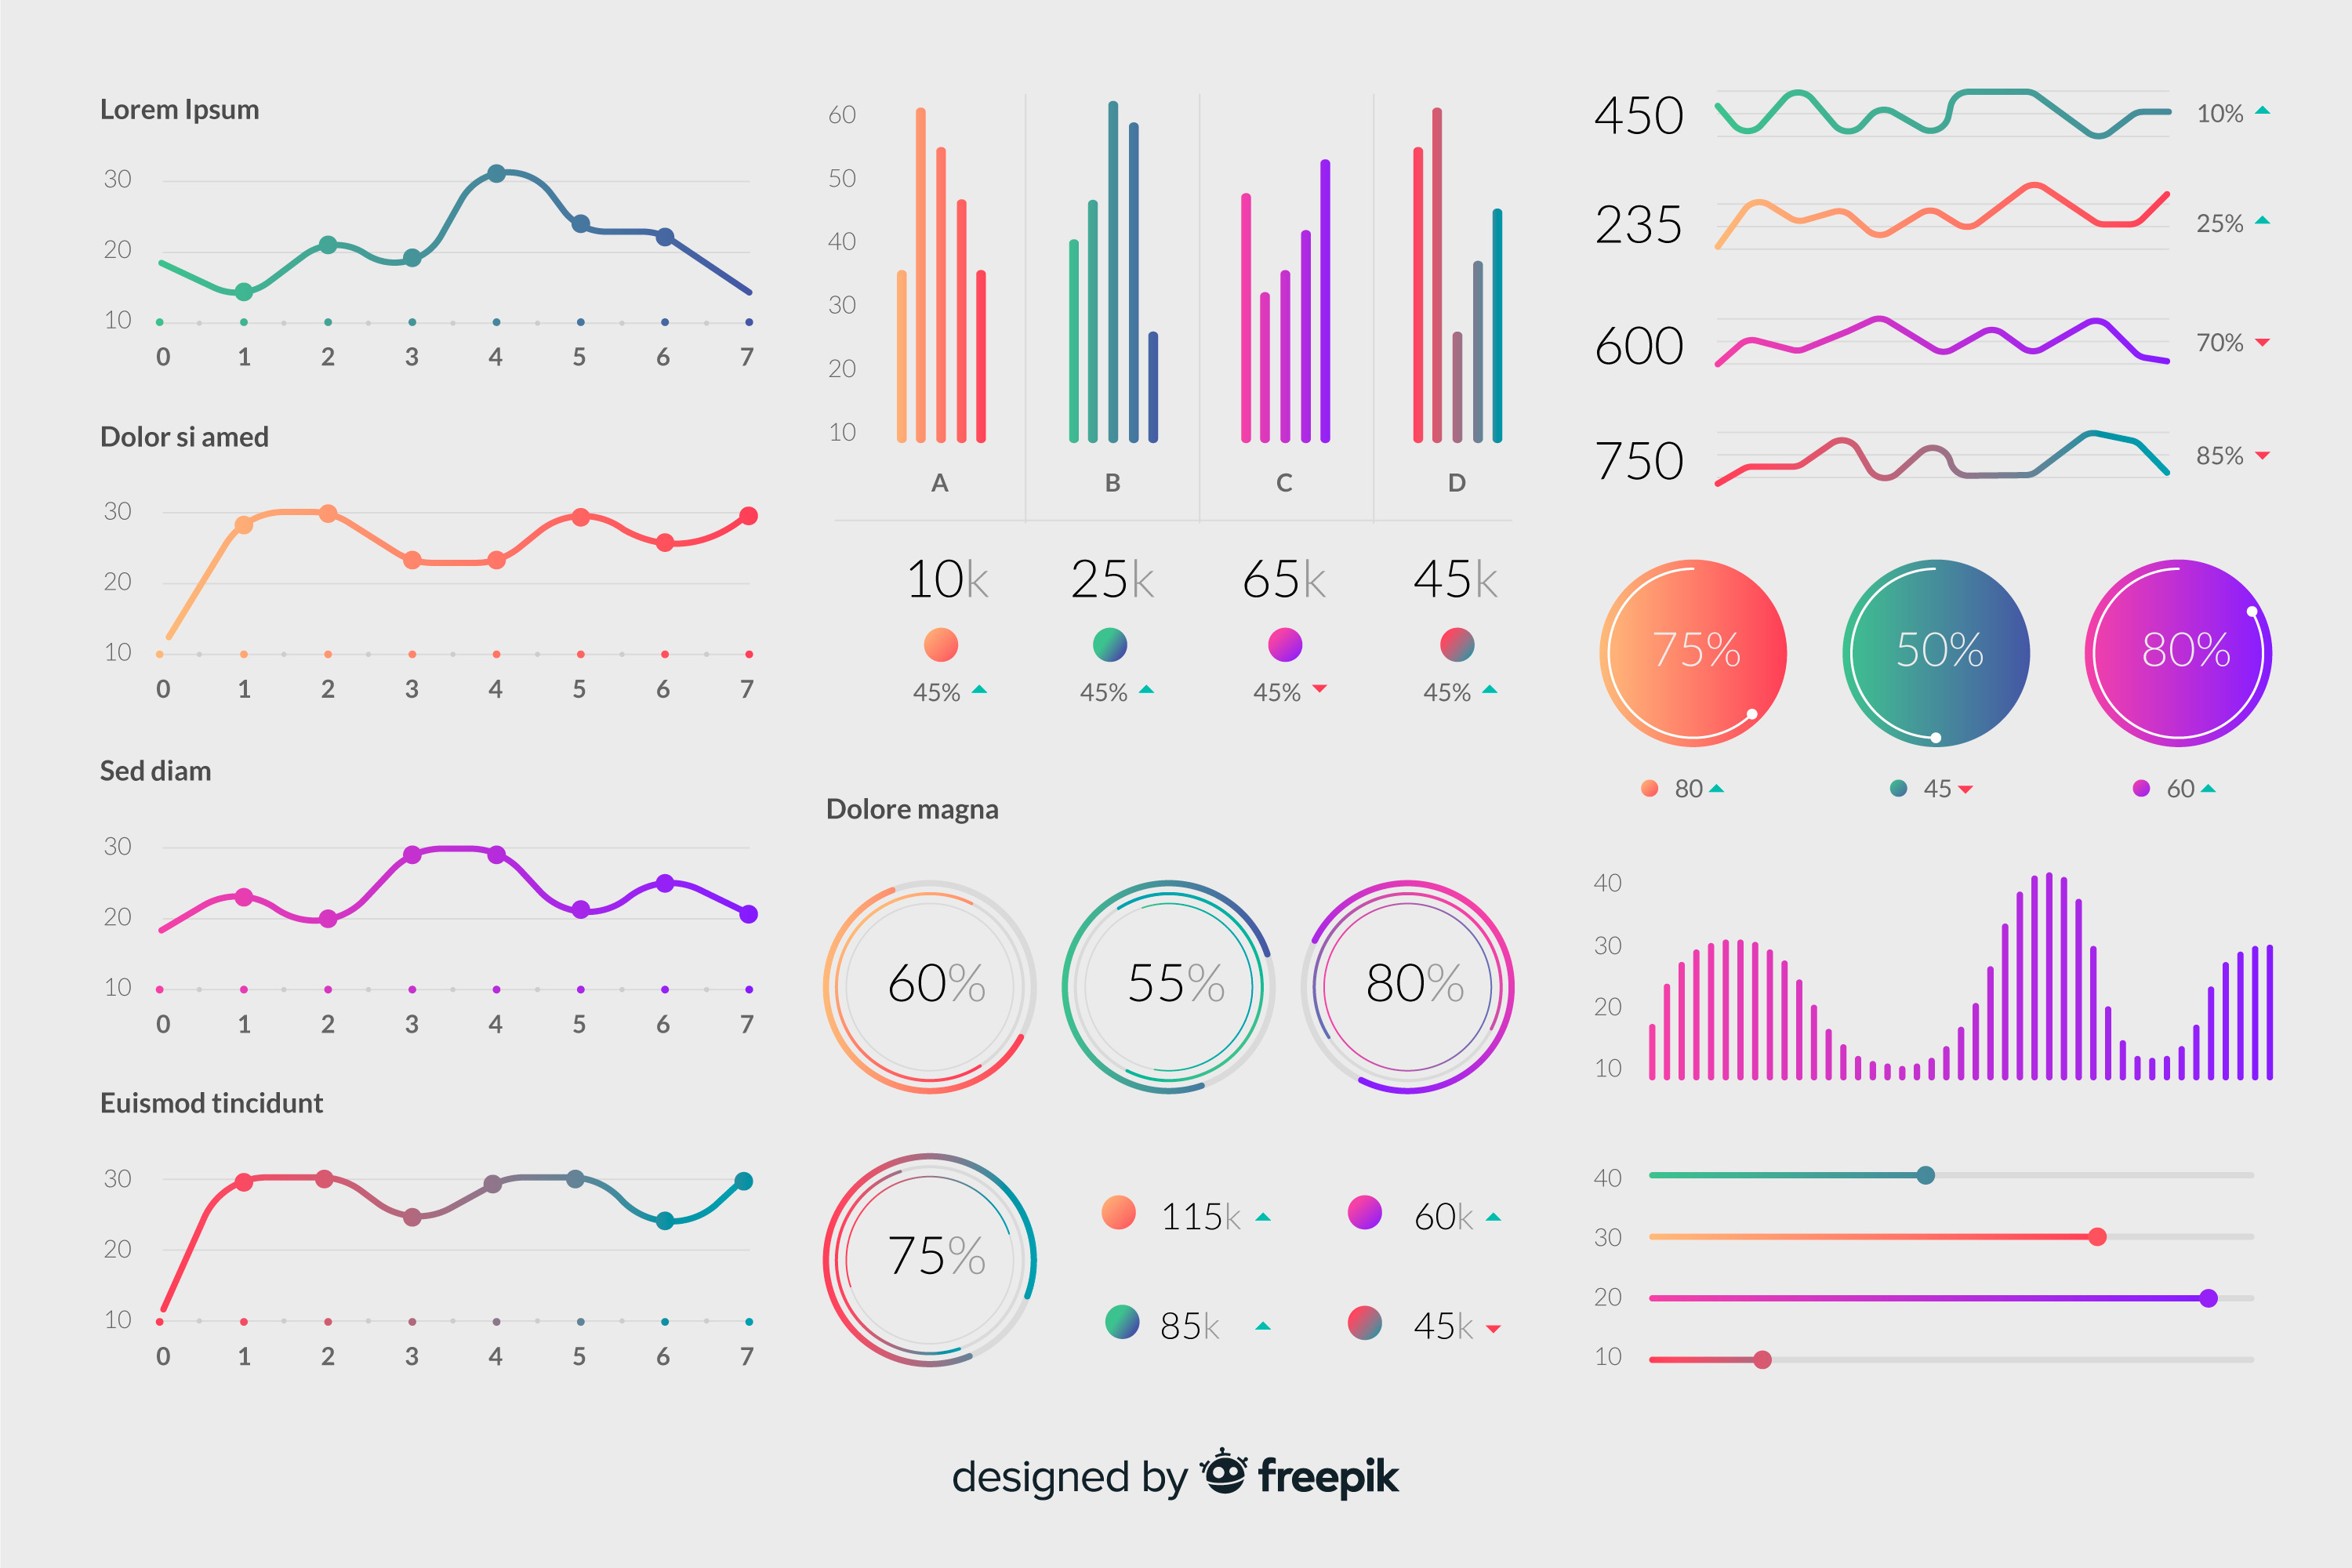 Lorem Ipsum
30
20
10
0 1 2 3 4 5 6 7
Dolor si amed
30
20
10
0 1 2 3 4 5 6 7
Sed diam
30
20
10
0 1 2 3 4 5 6 7
Euismod tincidunt
30
20
10
0 1 2 3 4 5 6 7
60
50
40
30
20
10
A B C D
10k 25k 65k 45k
45% 45% 45% 45%
Dolore magna
60% 55% 80%
75%
115k 60k
85k 45k
450 10%
235 25%
600 70%
750 85%
75% 50% 80%
80 45 60
40
30
20
10
40
30
20
10
designed by freepik